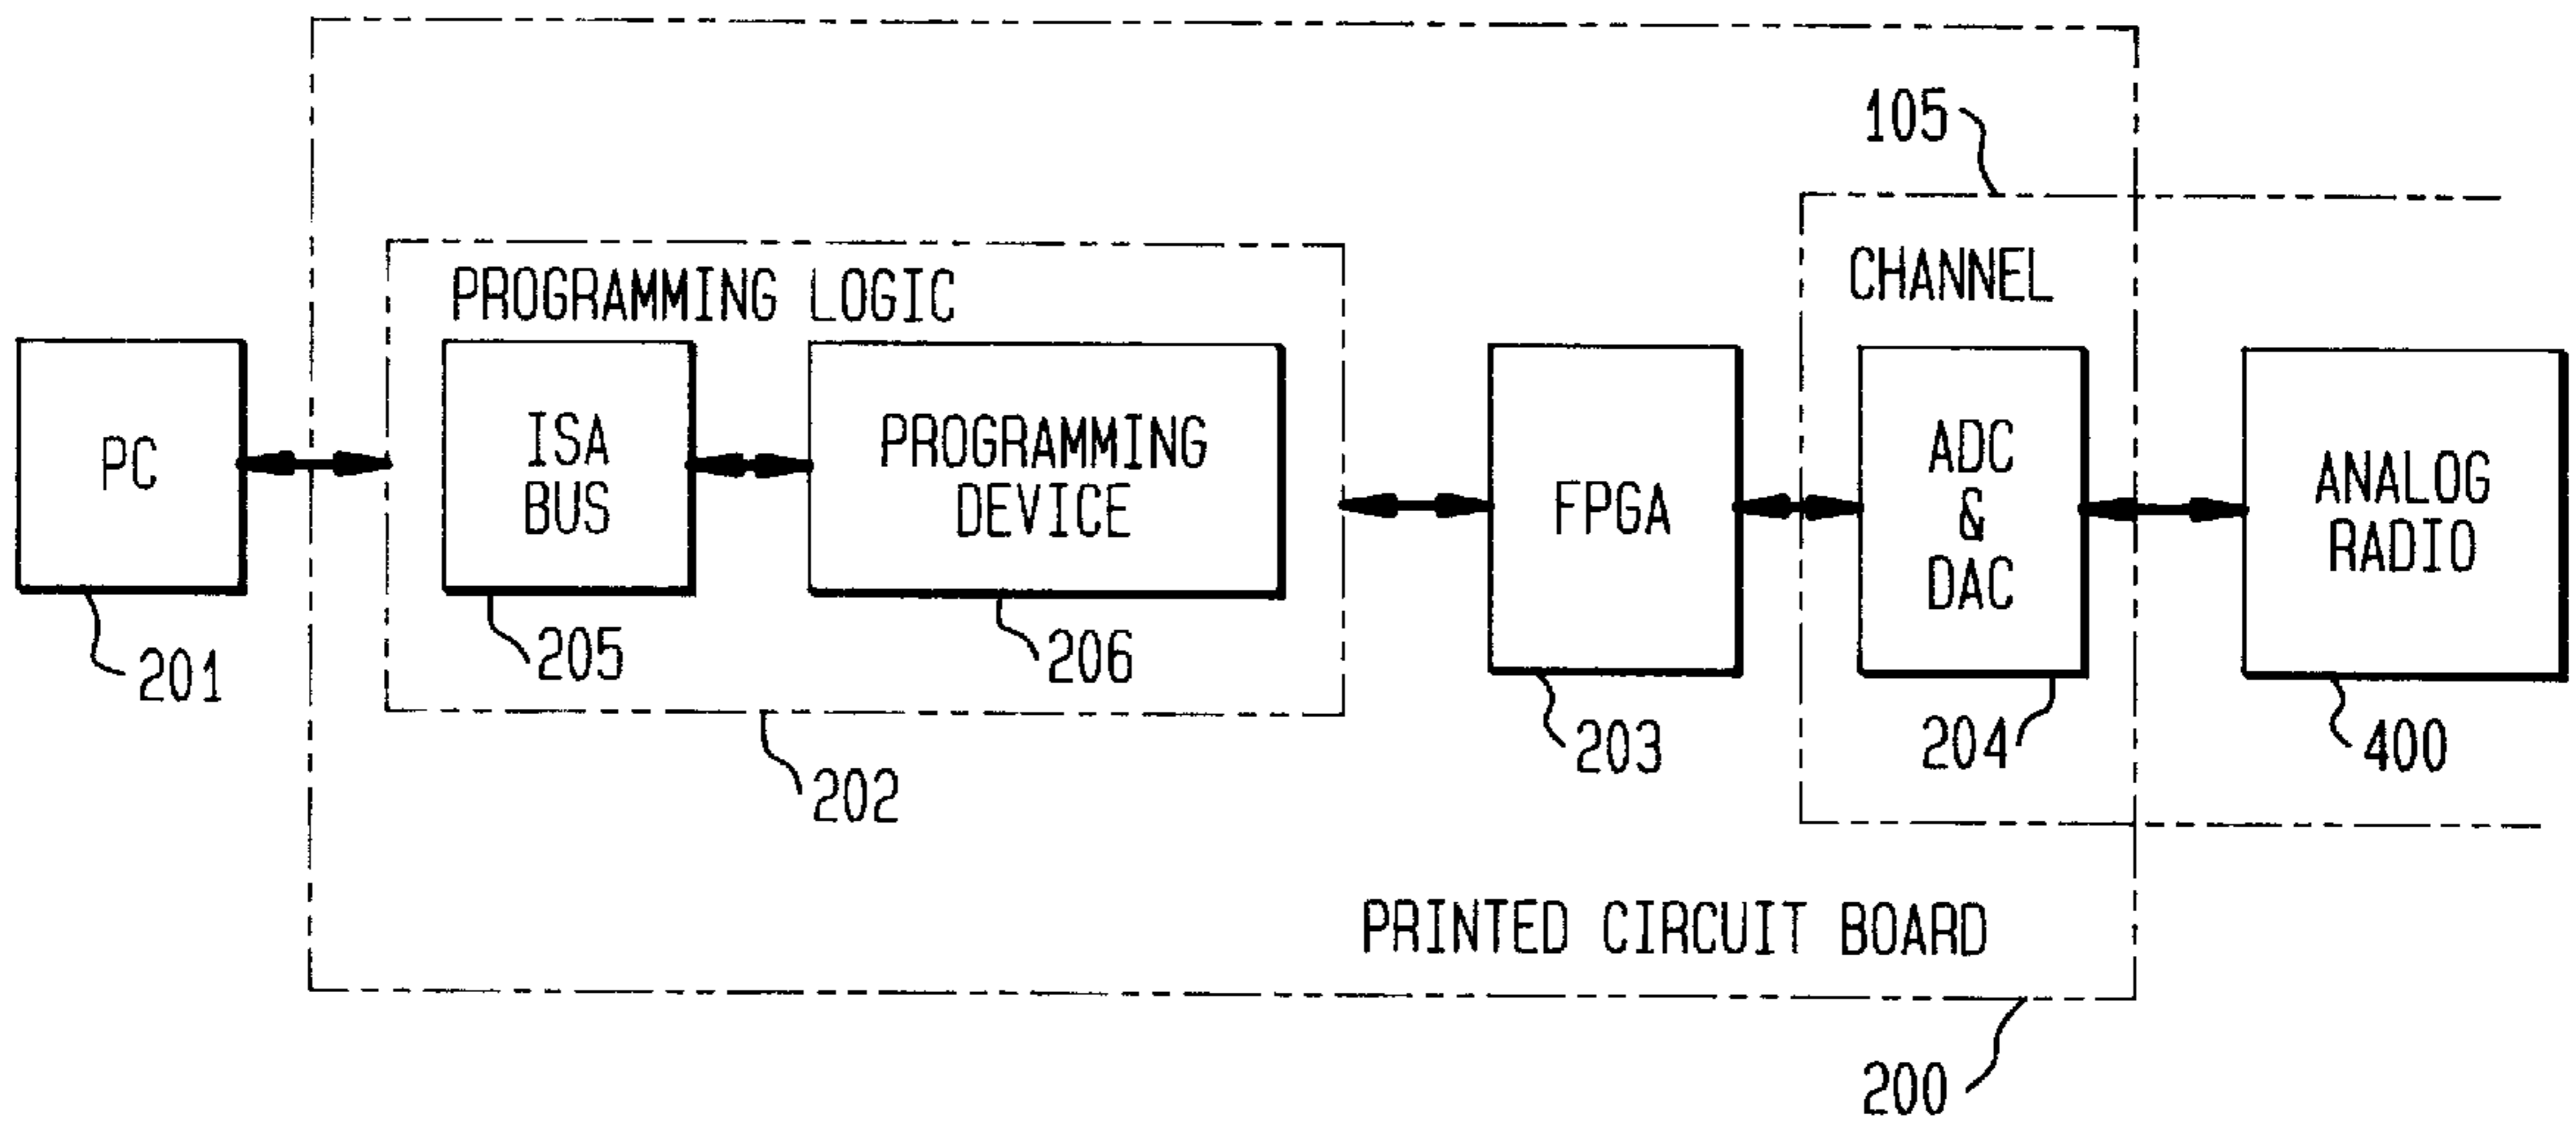 105
CHANNEL
PROGRAMMING LOGIC
PC
ISA
BUS
PROGRAMMING
DEVICE
FPGA
ADC
&
DAC
ANALOG
RADIO
201
205
206
203
204
400
202
PRINTED CIRCUIT BOARD
200